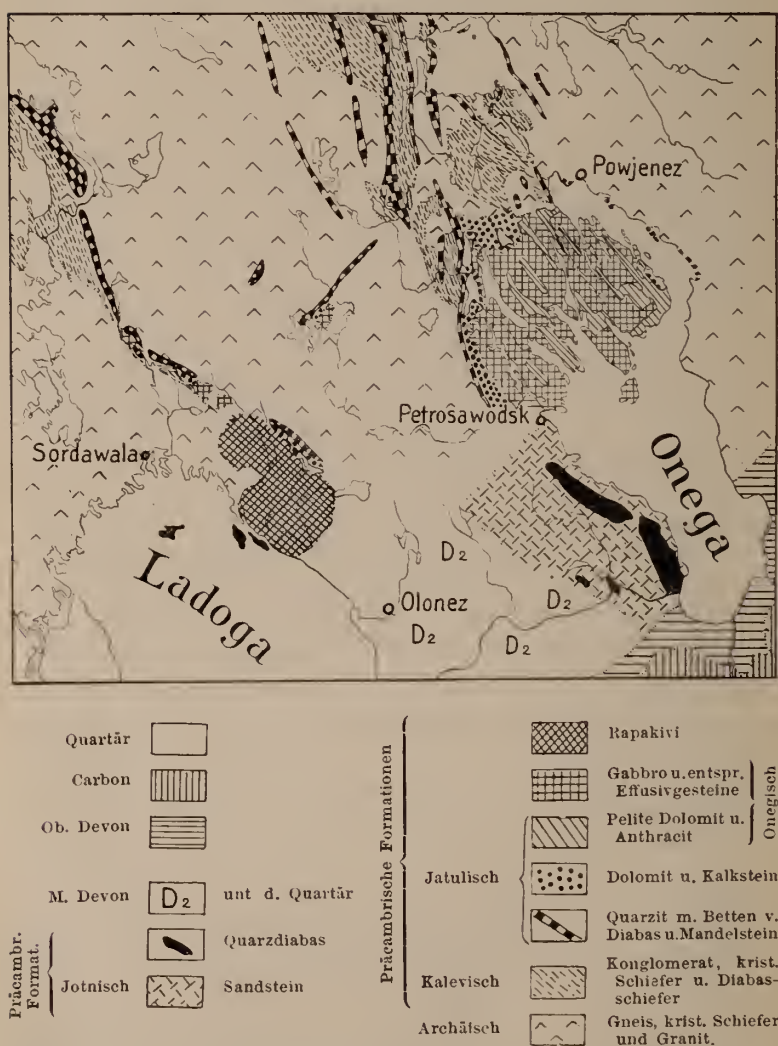 Powjenez
Petrosawodsk
Sordawala
Onega
Ladoga
D2
Olonez
D2
D2
D2
Quartär
Carbon
Ob. Devon
M. Devon D2 unt d. Quartär
Präcambr. Format.
Quarzdiabas
Jotnisch Sandstein
Präcambrische Formationen
Rapakivi
Gabbro u. entspr.
Effusivgesteine
Onegisch
Pelite Dolomit u.
Anthracit
Jatulisch
Dolomit u. Kalkstein
Quarzit m. Betten v.
Diabas u. Mandelstein
Kalevisch
Konglomerat, krist.
Schiefer u. Diabas-
schiefer
Archäisch
Gneis, krist. Schiefer
und Granit.